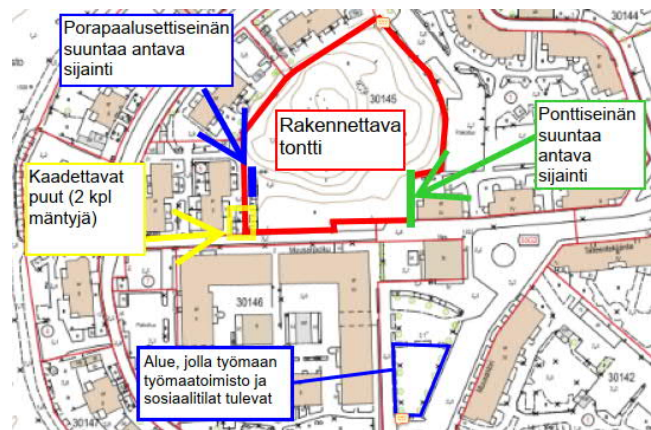 Porapaalusettiseinän
suuntaa antava
sijainti
30144
30145
Rakennettava
tontti
Ponttiseinän
suuntaa
antava
sijainti
Kaadettavat
puut (2 kpl
mäntyjä)
30146
Alue, jolla työmaan
työmaatoimisto ja
sosiaalitilat tulevat
30142
30147